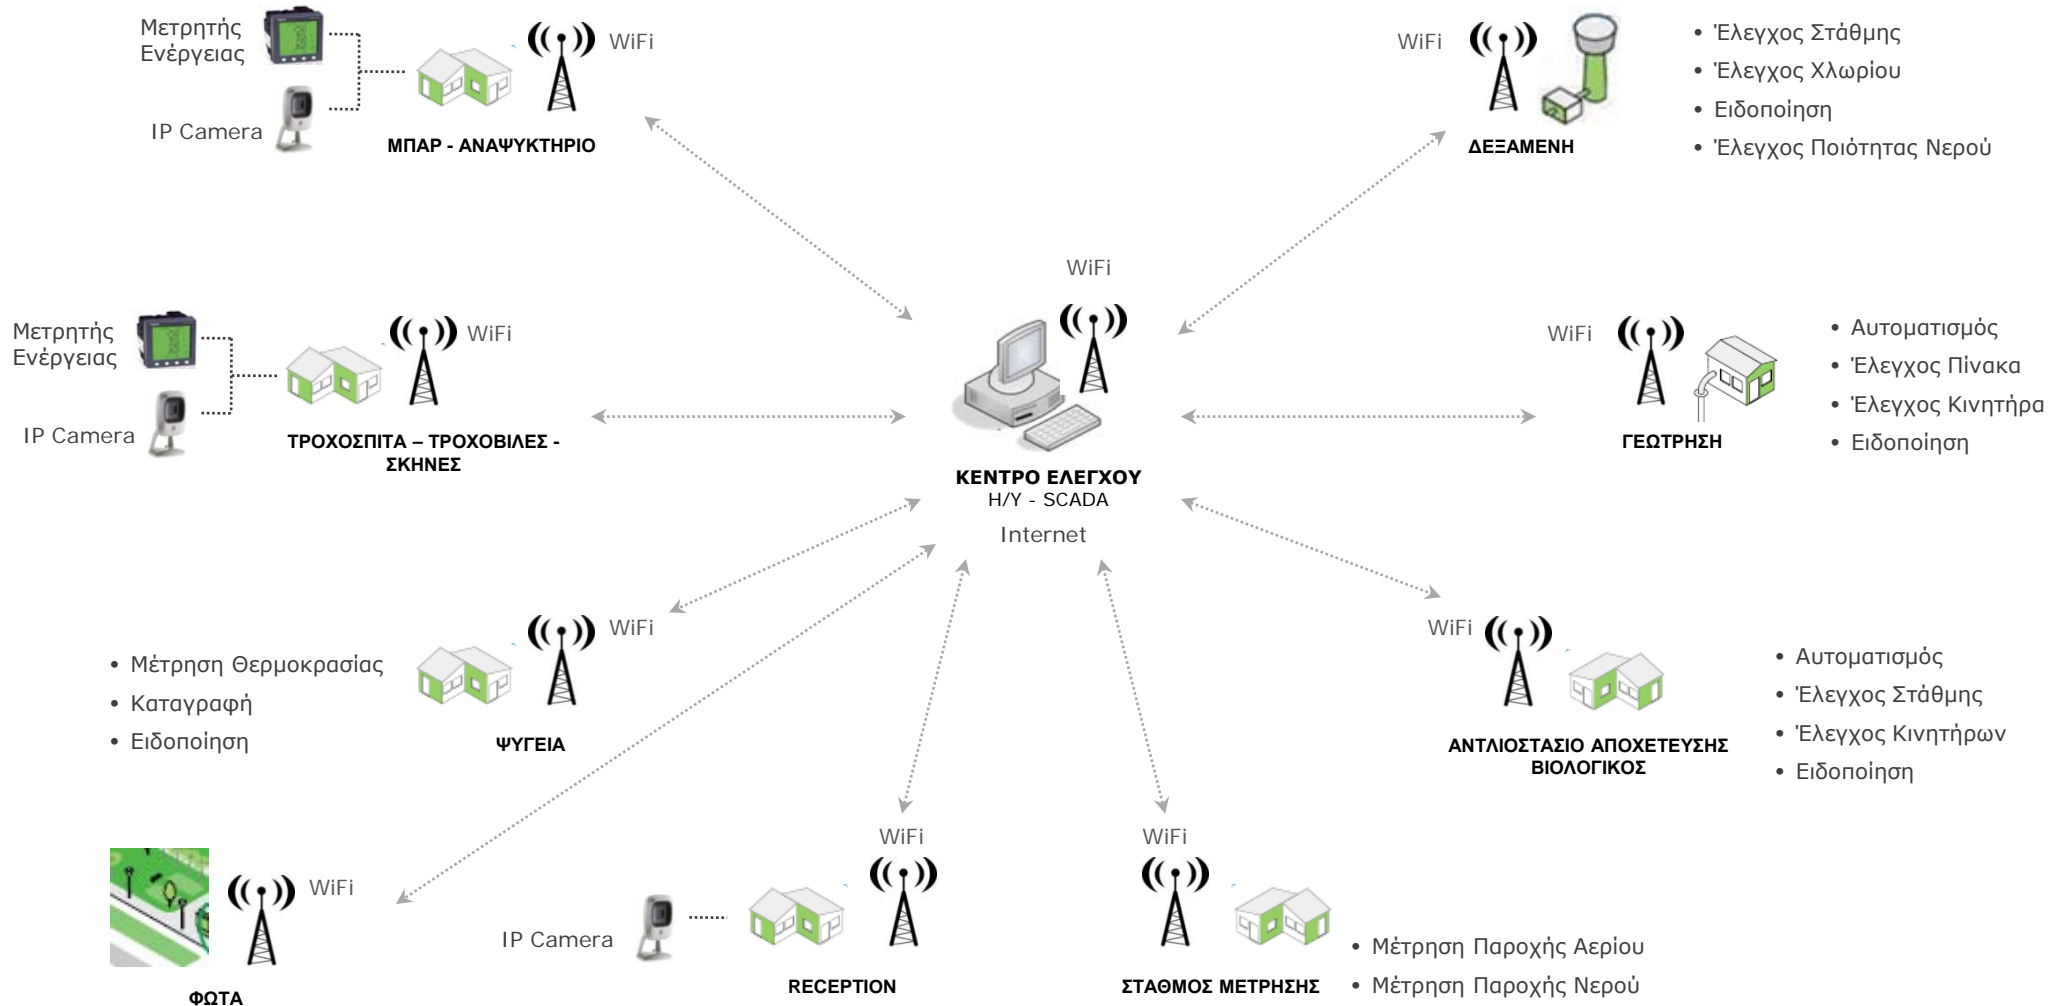 Μετρητής
Ενέργειας
WiFi
IP Camera
ΜΠΑΡ - ΑΝΑΨΥΚΤΗΡΙΟ
WiFi
• Έλεγχος Στάθμης
• Έλεγχος Χλωρίου
• Ειδοποίηση
• Έλεγχος Ποιότητας Νερού
ΔΕΞΑΜΕΝΗ
Μετρητής
Ενέργειας
WiFi
IP Camera
ΤΡΟΧΟΣΠΙΤΑ – ΤΡΟΧΟΒΙΛΕΣ -
ΣΚΗΝΕΣ
WiFi
ΚΕΝΤΡΟ ΕΛΕΓΧΟΥ
Η/Υ - SCADA
Internet
WiFi
• Αυτοματισμός
• Έλεγχος Πίνακα
• Έλεγχος Κινητήρα
• Ειδοποίηση
ΓΕΩΤΡΗΣΗ
WiFi
• Μέτρηση Θερμοκρασίας
• Καταγραφή
• Ειδοποίηση
ΨΥΓΕΙΑ
WiFi
• Αυτοματισμός
• Έλεγχος Στάθμης
• Έλεγχος Κινητήρων
• Ειδοποίηση
ΑΝΤΛΙΟΣΤΑΣΙΟ ΑΠΟΧΕΤΕΥΣΗΣ
ΒΙΟΛΟΓΙΚΟΣ
WiFi
ΦΩΤΑ
WiFi
IP Camera
RECEPTION
WiFi
ΣΤΑΘΜΟΣ ΜΕΤΡΗΣΗΣ
• Μέτρηση Παροχής Αερίου
• Μέτρηση Παροχής Νερού